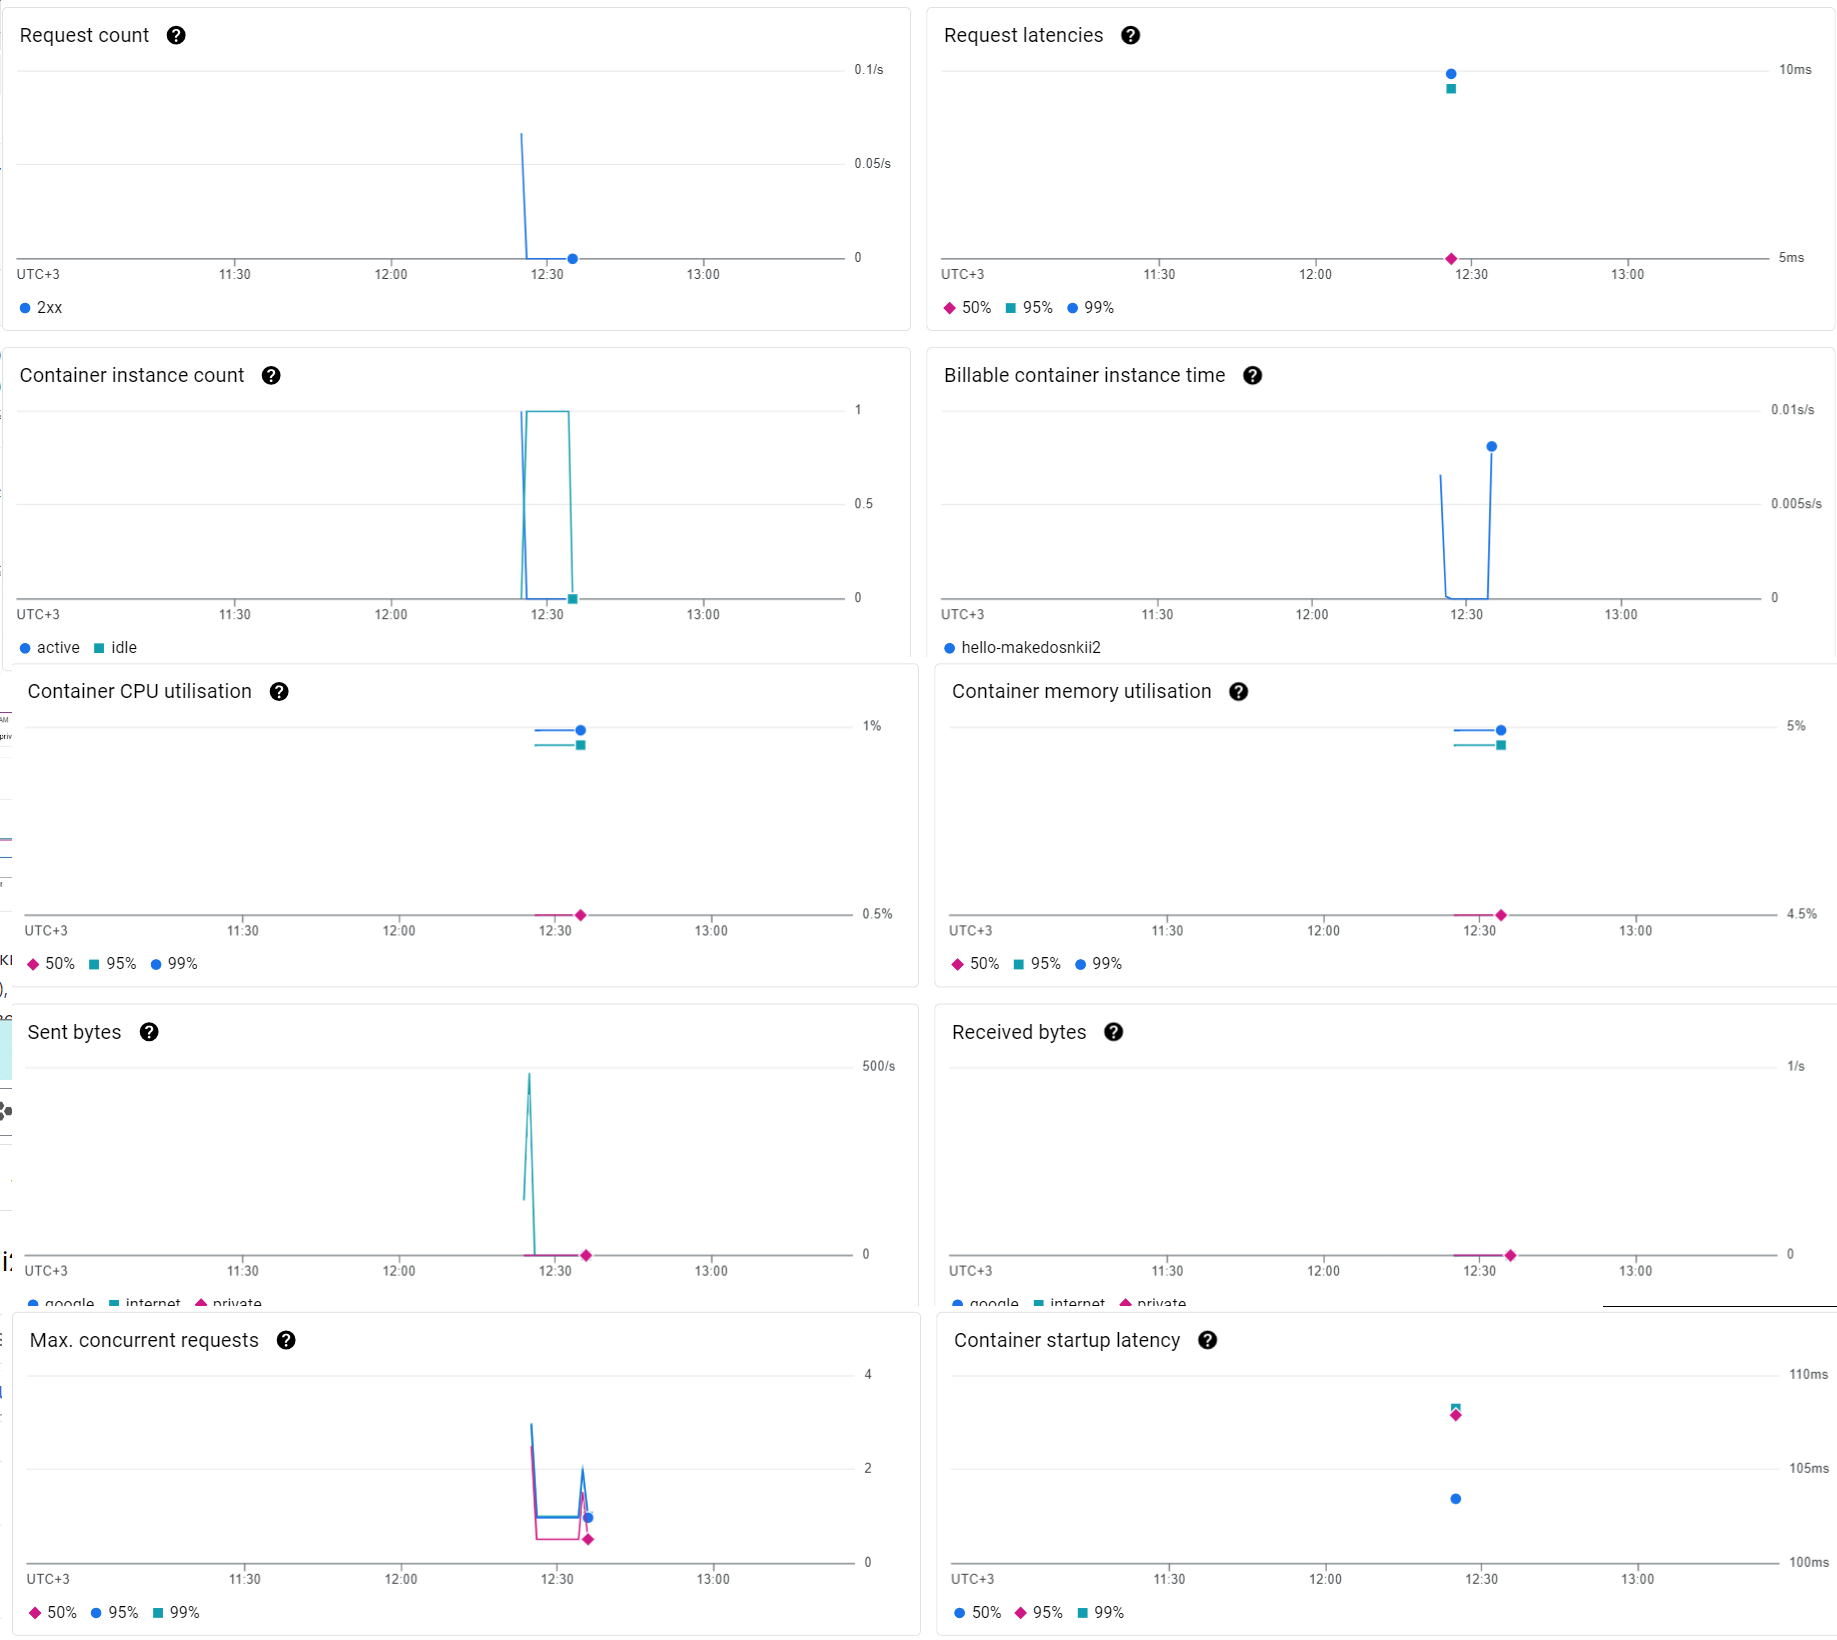 Request count
0.1/s
0.05/s
0
UTC+3 11:30 12:00 12:30 13:00
2xx
Request latencies
10ms
5ms
UTC+3 11:30 12:00 12:30 13:00
50% 95% 99%
Container instance count
1
0.5
0
UTC+3 11:30 12:00 12:30 13:00
active idle
Billable container instance time
0.01s/s
0.005s/s
0
UTC+3 11:30 12:00 12:30 13:00
hello-makedosnkii2
Container CPU utilisation
1%
0.5%
UTC+3 11:30 12:00 12:30 13:00
50% 95% 99%
Container memory utilisation
5%
4.5%
UTC+3 11:30 12:00 12:30 13:00
50% 95% 99%
Sent bytes
500/s
0
UTC+3 11:30 12:00 12:30 13:00
google internet private
Received bytes
1/s
0
UTC+3 11:30 12:00 12:30 13:00
google internet private
Max. concurrent requests
4
2
0
UTC+3 11:30 12:00 12:30 13:00
50% 95% 99%
Container startup latency
110ms
105ms
100ms
UTC+3 11:30 12:00 12:30 13:00
50% 95% 99%